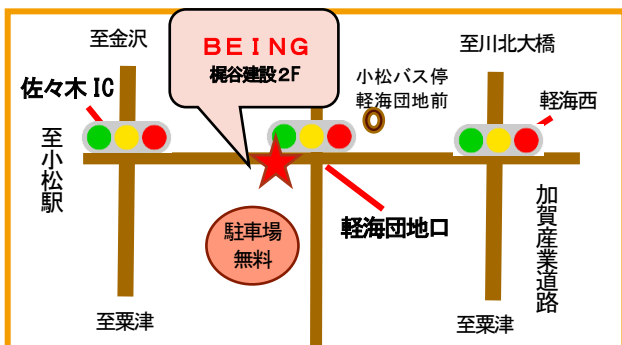 至金沢
BEING
梶谷建設2F
小松バス停
軽海団地前
至川北大橋
佐々木IC
軽海西
至小松駅
駐車場
無料
軽海団地口
加賀産業道路
至粟津
至粟津